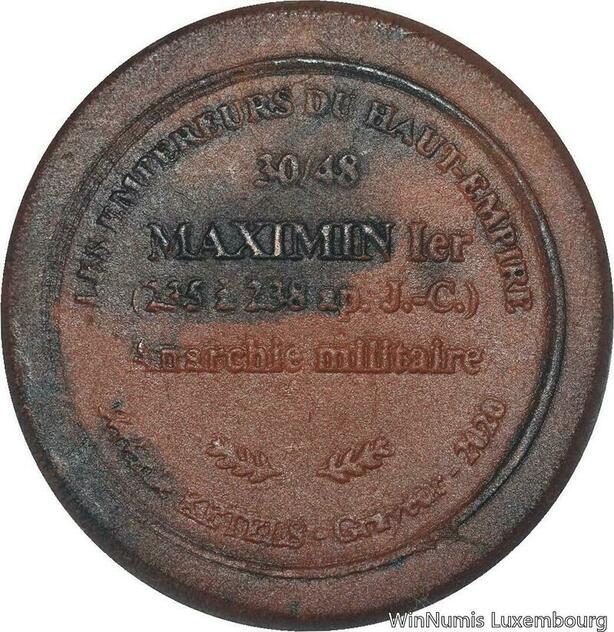 LES EMPEREURS DU HAUT-EMPIRE
30/48
MAXIMIN Ier
(235 à 238 ap. J.-C.)
Anarchie militaire
Graveur - 2020
WinNumis Luxembourg